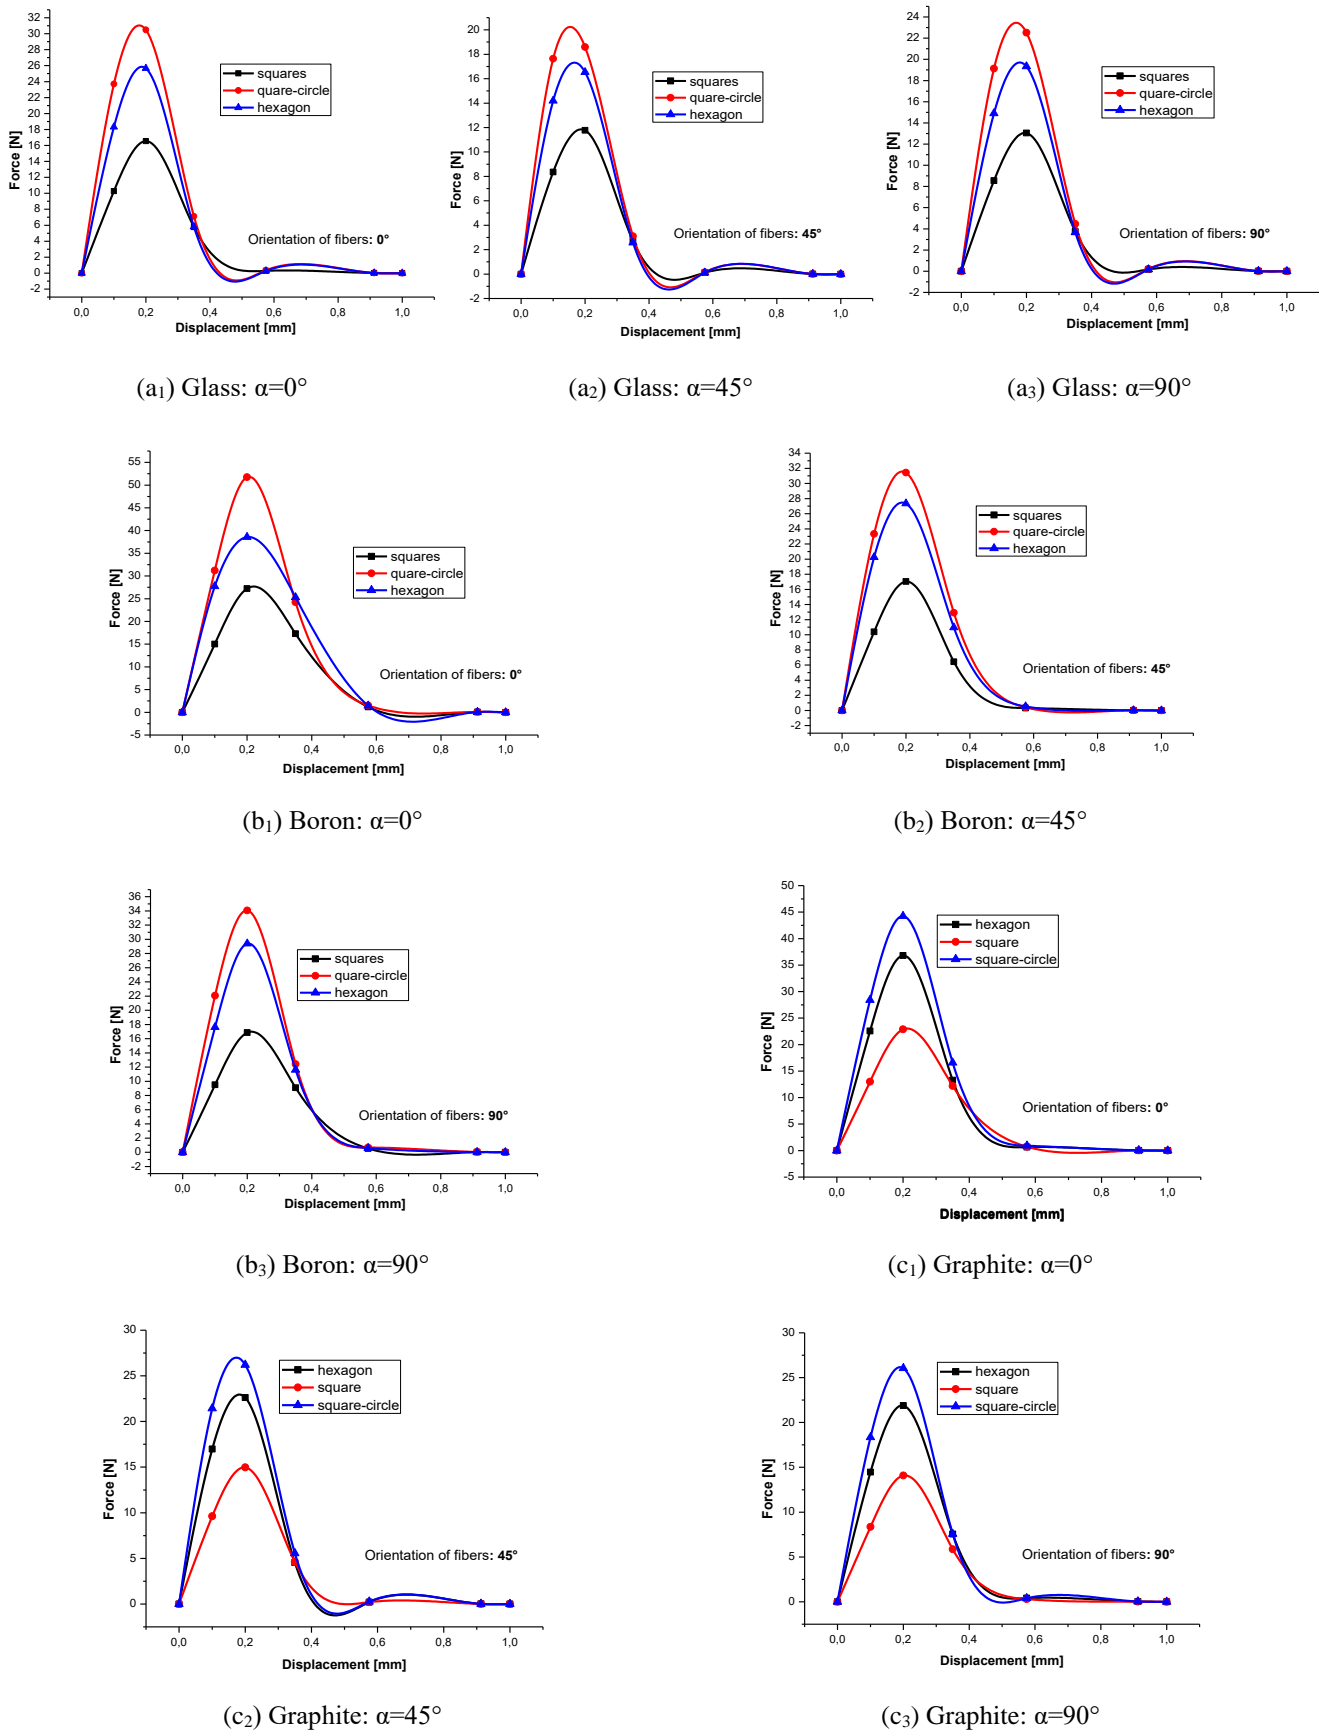 32
30
28
26
24
22
20
18
16
14
12
10
8
6
4
2
0
-2
Force [N]
squares
quare-circle
hexagon
Orientation of fibers: 0°
0,0 0,2 0,4 0,6 0,8 1,0
Displacement [mm]
(a₁) Glass: α=0°
20
18
16
14
12
10
8
6
4
2
0
-2
Force [N]
squares
quare-circle
hexagon
Orientation of fibers: 45°
0,0 0,2 0,4 0,6 0,8 1,0
Displacement [mm]
(a₂) Glass: α=45°
24
22
20
18
16
14
12
10
8
6
4
2
0
-2
Force [N]
squares
quare-circle
hexagon
Orientation of fibers: 90°
0,0 0,2 0,4 0,6 0,8 1,0
Displacement [mm]
(a₃) Glass: α=90°
55
50
45
40
35
30
25
20
15
10
5
0
-5
Force [N]
squares
quare-circle
hexagon
Orientation of fibers: 0°
0,0 0,2 0,4 0,6 0,8 1,0
Displacement [mm]
(b₁) Boron: α=0°
34
32
30
28
26
24
22
20
18
16
14
12
10
8
6
4
2
0
-2
Force [N]
squares
quare-circle
hexagon
Orientation of fibers: 45°
0,0 0,2 0,4 0,6 0,8 1,0
Displacement [mm]
(b₂) Boron: α=45°
36
34
32
30
28
26
24
22
20
18
16
14
12
10
8
6
4
2
0
-2
Force [N]
squares
quare-circle
hexagon
Orientation of fibers: 90°
0,0 0,2 0,4 0,6 0,8 1,0
Displacement [mm]
(b₃) Boron: α=90°
50
45
40
35
30
25
20
15
10
5
0
-5
Force [N]
hexagon
square
square-circle
Orientation of fibers: 0°
0,0 0,2 0,4 0,6 0,8 1,0
Displacement [mm]
(c₁) Graphite: α=0°
30
25
20
15
10
5
0
Force [N]
hexagon
square
square-circle
Orientation of fibers: 45°
0,0 0,2 0,4 0,6 0,8 1,0
Displacement [mm]
(c₂) Graphite: α=45°
30
25
20
15
10
5
0
Force [N]
hexagon
square
square-circle
Orientation of fibers: 90°
0,0 0,2 0,4 0,6 0,8 1,0
Displacement [mm]
(c₃) Graphite: α=90°